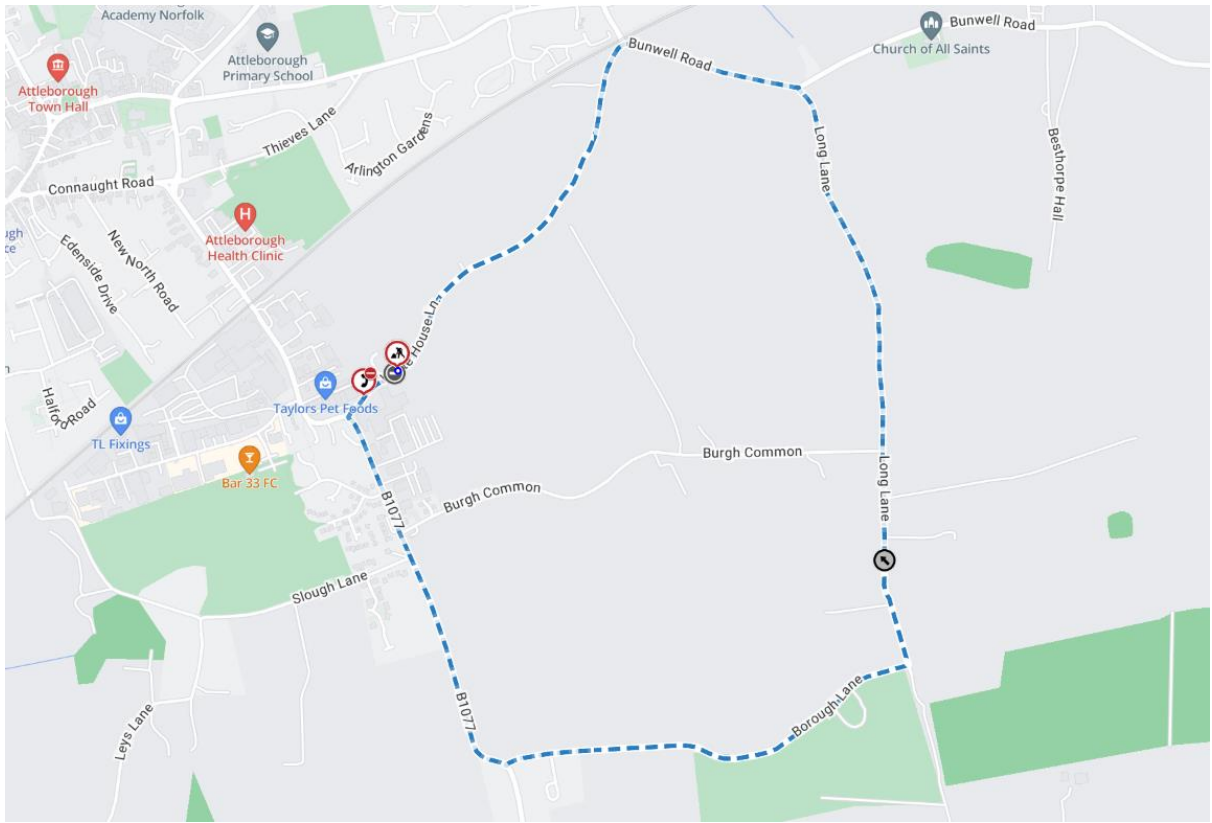 Academy Norfolk
Attleborough
Primary School
Attleborough
Town Hall
Bunwell Road
Bunwell Road
Church of All Saints
Thieves Lane
Arlington Gardens
Connaught Road
Long Lane
Besthorpe Hall
Attleborough
Health Clinic
New North Road
Edenside Drive
House Ln
Halford Road
Taylors Pet Foods
TL Fixings
Bar 33 FC
B1077
Burgh Common
Burgh Common
Long Lane
Slough Lane
Leys Lane
B1077
Borough Lane